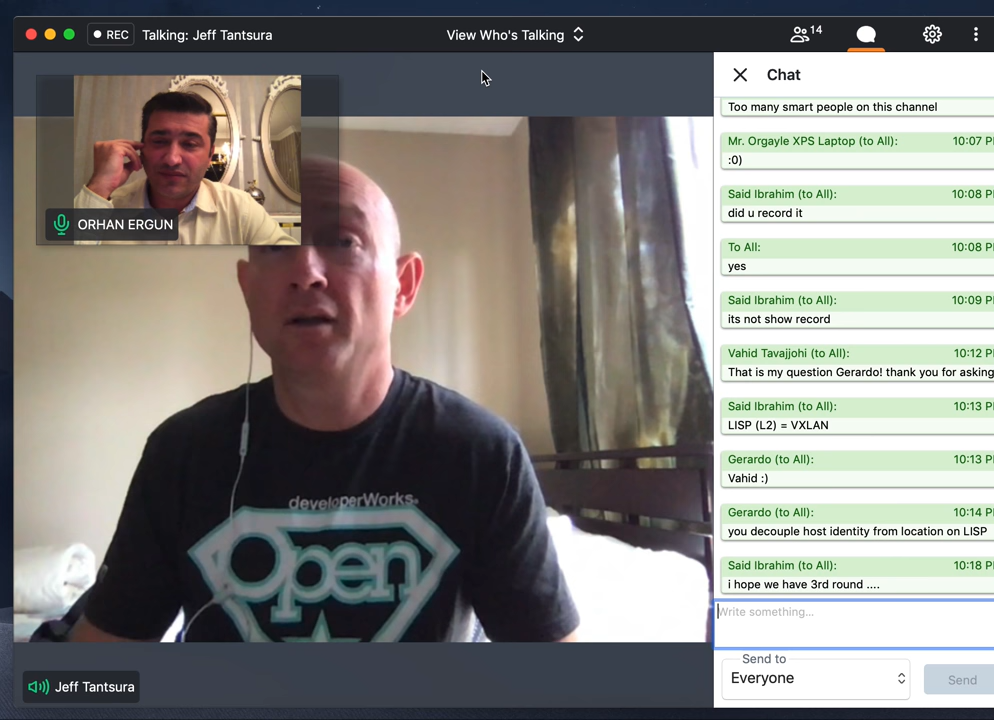 REC
Talking: Jeff Tantsura
View Who's Talking
14
Chat
Too many smart people on this channel
Mr. Orgayle XPS Laptop (to All):
10:07
:0)
Said Ibrahim (to All):
10:08
did u record it
To All:
10:08
yes
Said Ibrahim (to All):
10:09
its not show record
Vahid Tavajjohi (to All):
10:12
That is my question Gerardo! thank you for asking
Said Ibrahim (to All):
10:13
LISP (L2) = VXLAN
Gerardo (to All):
10:13
Vahid :)
Gerardo (to All):
10:14
you decouple host identity from location on LISP
Said Ibrahim (to All):
10:18
i hope we have 3rd round ....
Write something...
Send to
Everyone
Send
ORHAN ERGUN
developerWorks.
Open
Jeff Tantsura